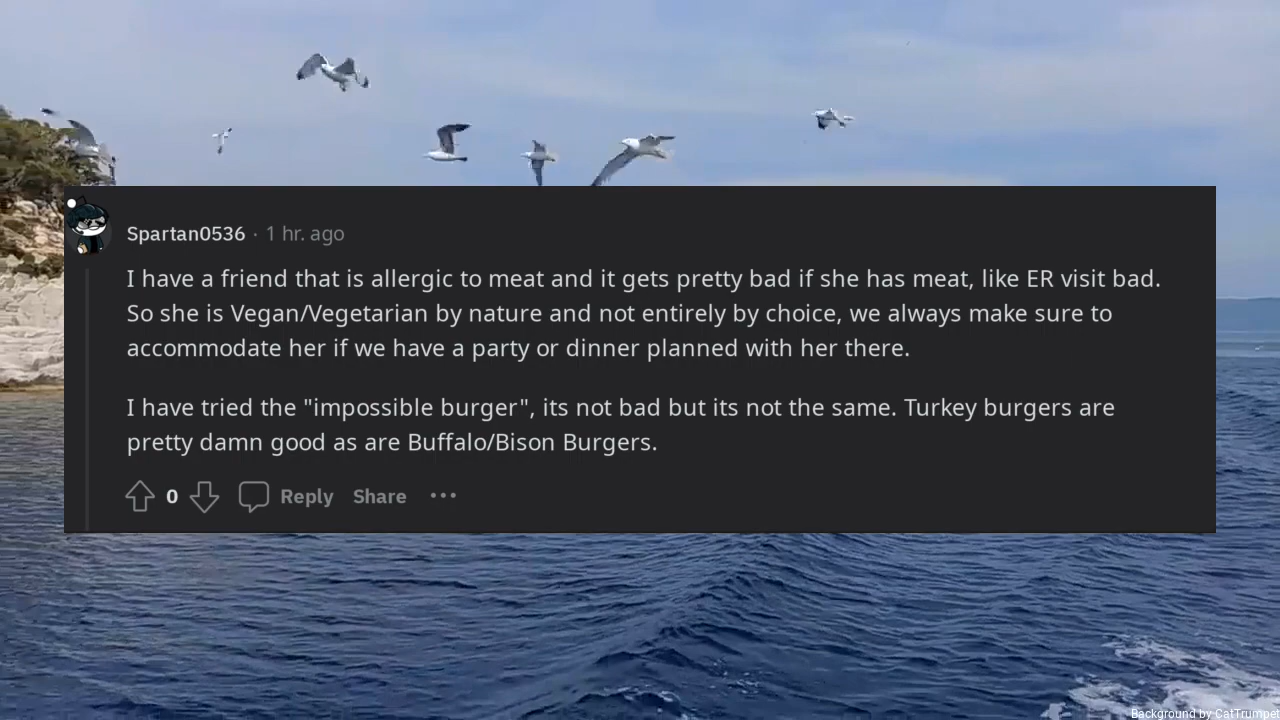 Spartan0536 · 1 hr. ago
I have a friend that is allergic to meat and it gets pretty bad if she has meat, like ER visit bad.
So she is Vegan/Vegetarian by nature and not entirely by choice, we always make sure to
accommodate her if we have a party or dinner planned with her there.
I have tried the "impossible burger", its not bad but its not the same. Turkey burgers are
pretty damn good as are Buffalo/Bison Burgers.
0 Reply Share ···
Background by CatTrumpet